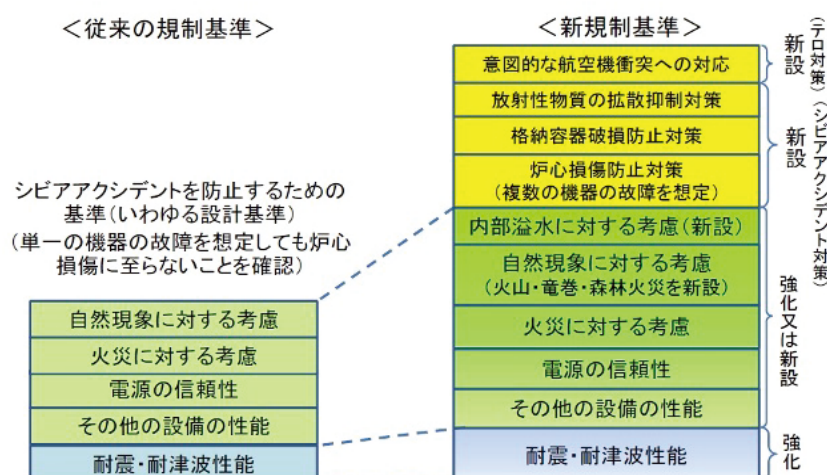 <従来の規制基準>
シビアアクシデントを防止するための
基準(いわゆる設計基準)
(単一の機器の故障を想定しても炉心
損傷に至らないことを確認)
自然現象に対する考慮
火災に対する考慮
電源の信頼性
その他の設備の性能
耐震・耐津波性能
<新規制基準>
意図的な航空機衝突への対応
放射性物質の拡散抑制対策
格納容器破損防止対策
炉心損傷防止対策
(複数の機器の故障を想定)
内部溢水に対する考慮(新設)
自然現象に対する考慮
(火山・竜巻・森林火災を新設)
火災に対する考慮
電源の信頼性
その他の設備の性能
耐震・耐津波性能
新設
(テロ対策)
新設
(シビアアクシデント対策)
強化又は新設
強化